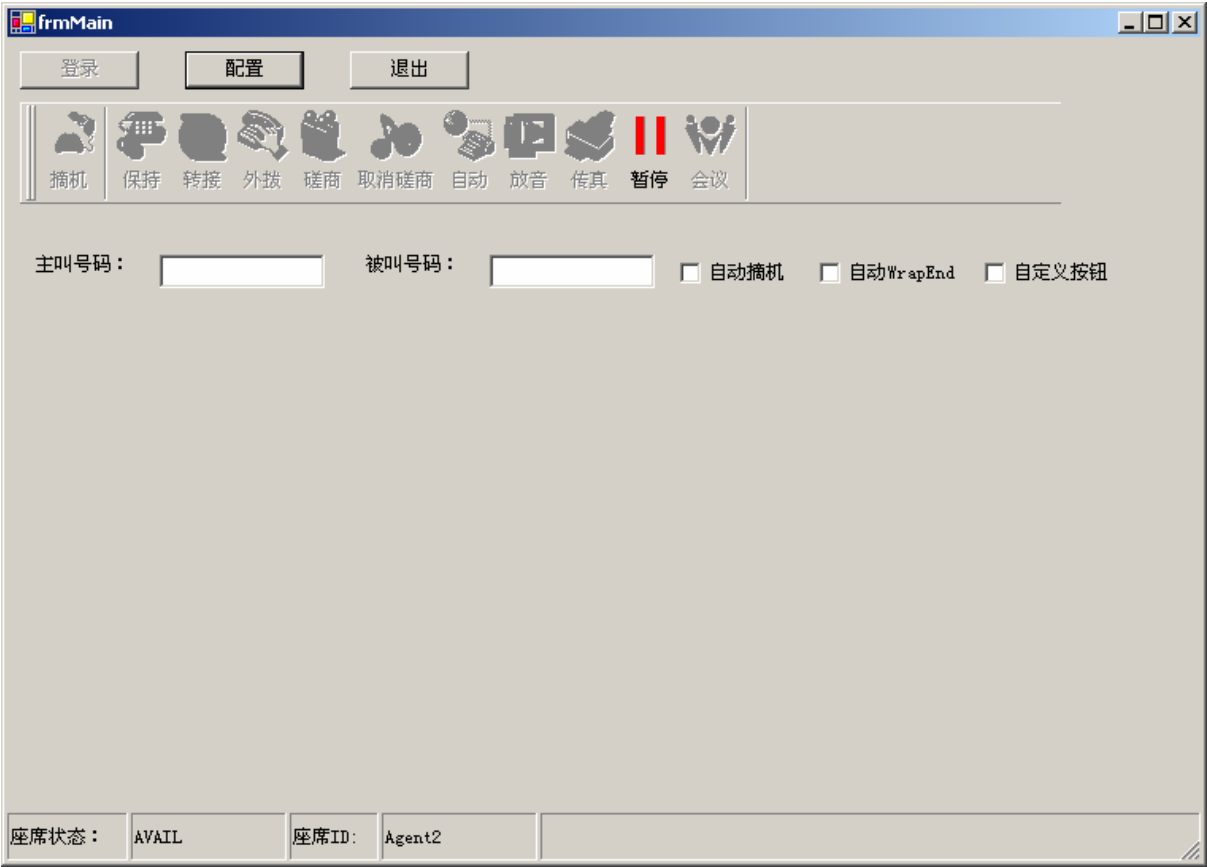 frmMain
登录 配置 退出
摘机 保持 转接 外拨 磋商 取消磋商 自动 放音 传真 暂停 会议
主叫号码： 被叫号码： 自动摘机 自动WrapEnd 自定义按钮
座席状态： AVAIL 座席ID: Agent2